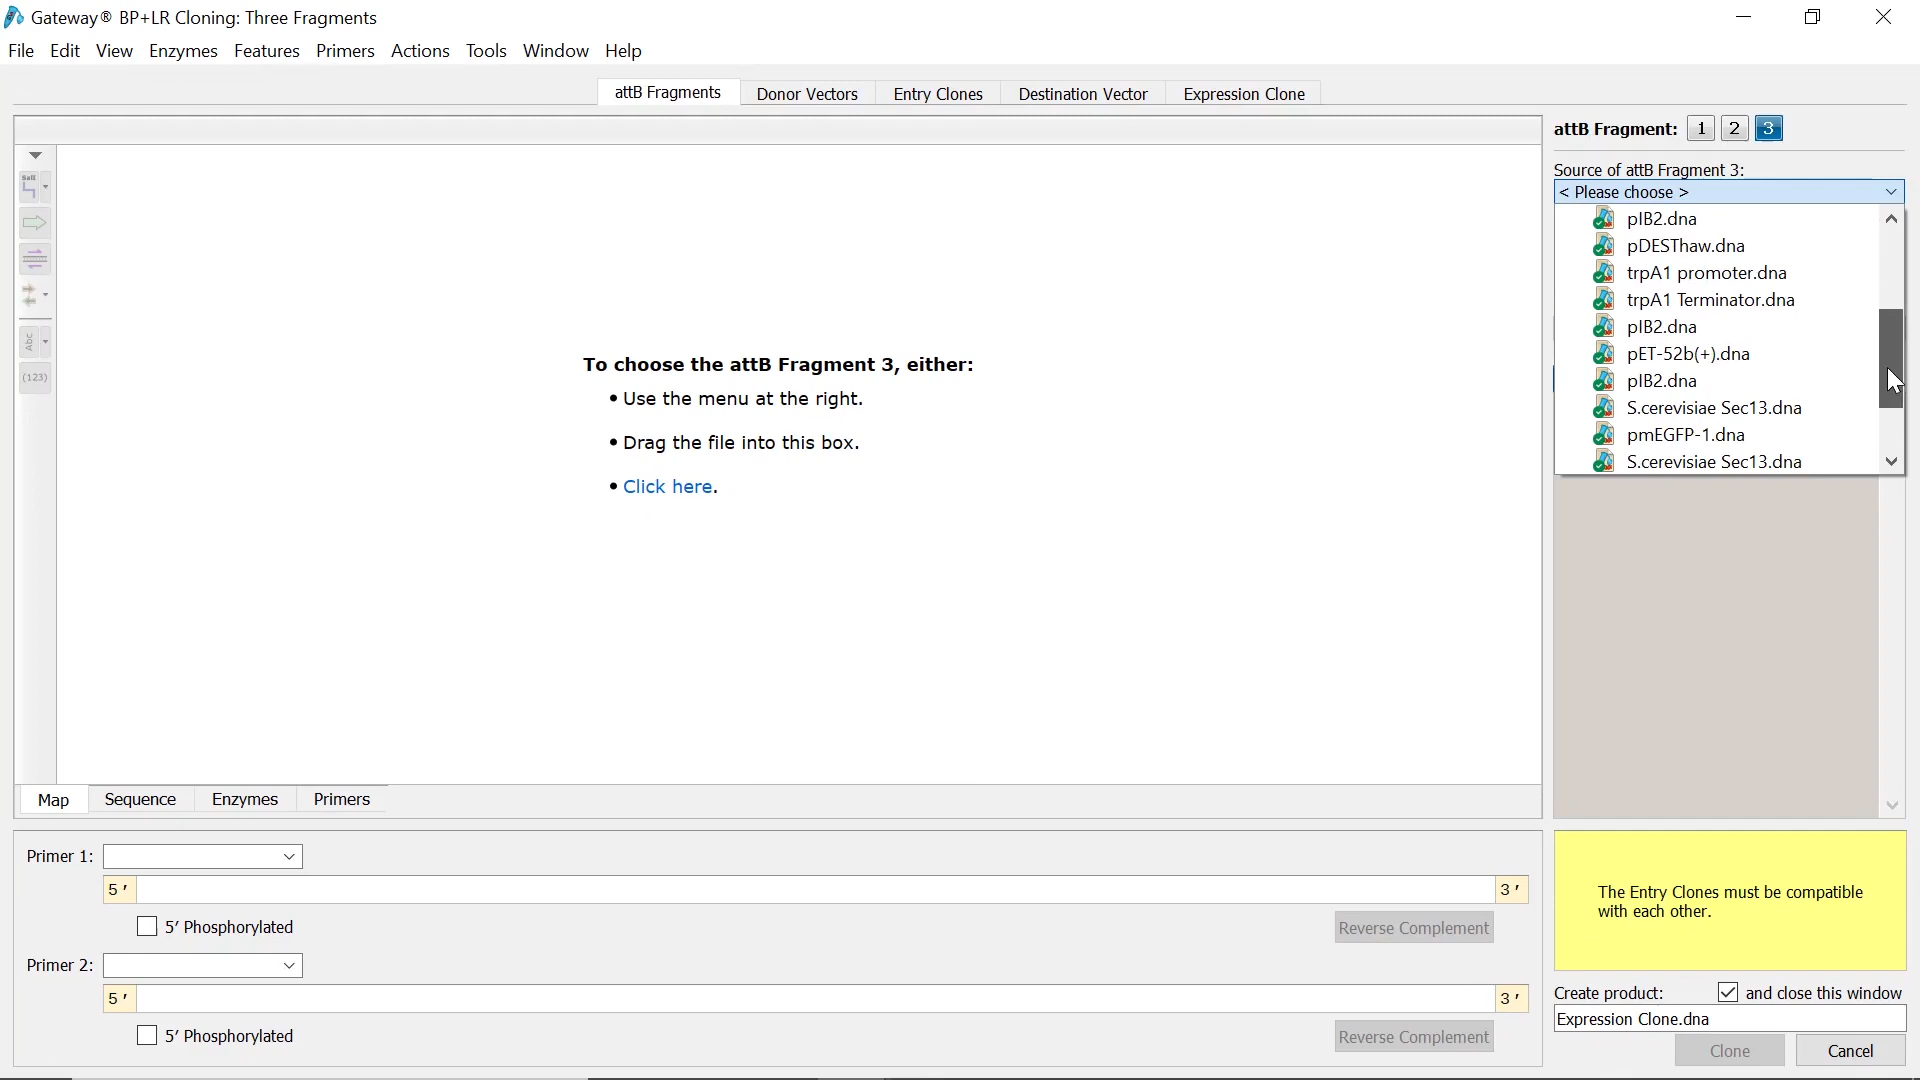 Gateway® BP+LR Cloning: Three Fragments
File Edit View Enzymes Features Primers Actions Tools Window Help
attB Fragments Donor Vectors Entry Clones Destination Vector Expression Clone
attB Fragment: 1 2 3
Source of attB Fragment 3:
< Please choose >
pIB2.dna
pDESThaw.dna
trpA1 promoter.dna
trpA1 Terminator.dna
pIB2.dna
pET-52b(+).dna
pIB2.dna
S.cerevisiae Sec13.dna
pmEGFP-1.dna
S.cerevisiae Sec13.dna
SalI
Abc
(123)
To choose the attB Fragment 3, either:
• Use the menu at the right.
• Drag the file into this box.
• Click here.
Map Sequence Enzymes Primers
Primer 1:
5′ 3′
5′ Phosphorylated Reverse Complement
Primer 2:
5′ 3′
5′ Phosphorylated Reverse Complement
The Entry Clones must be compatible
with each other.
Create product: and close this window
Expression Clone.dna
Clone Cancel